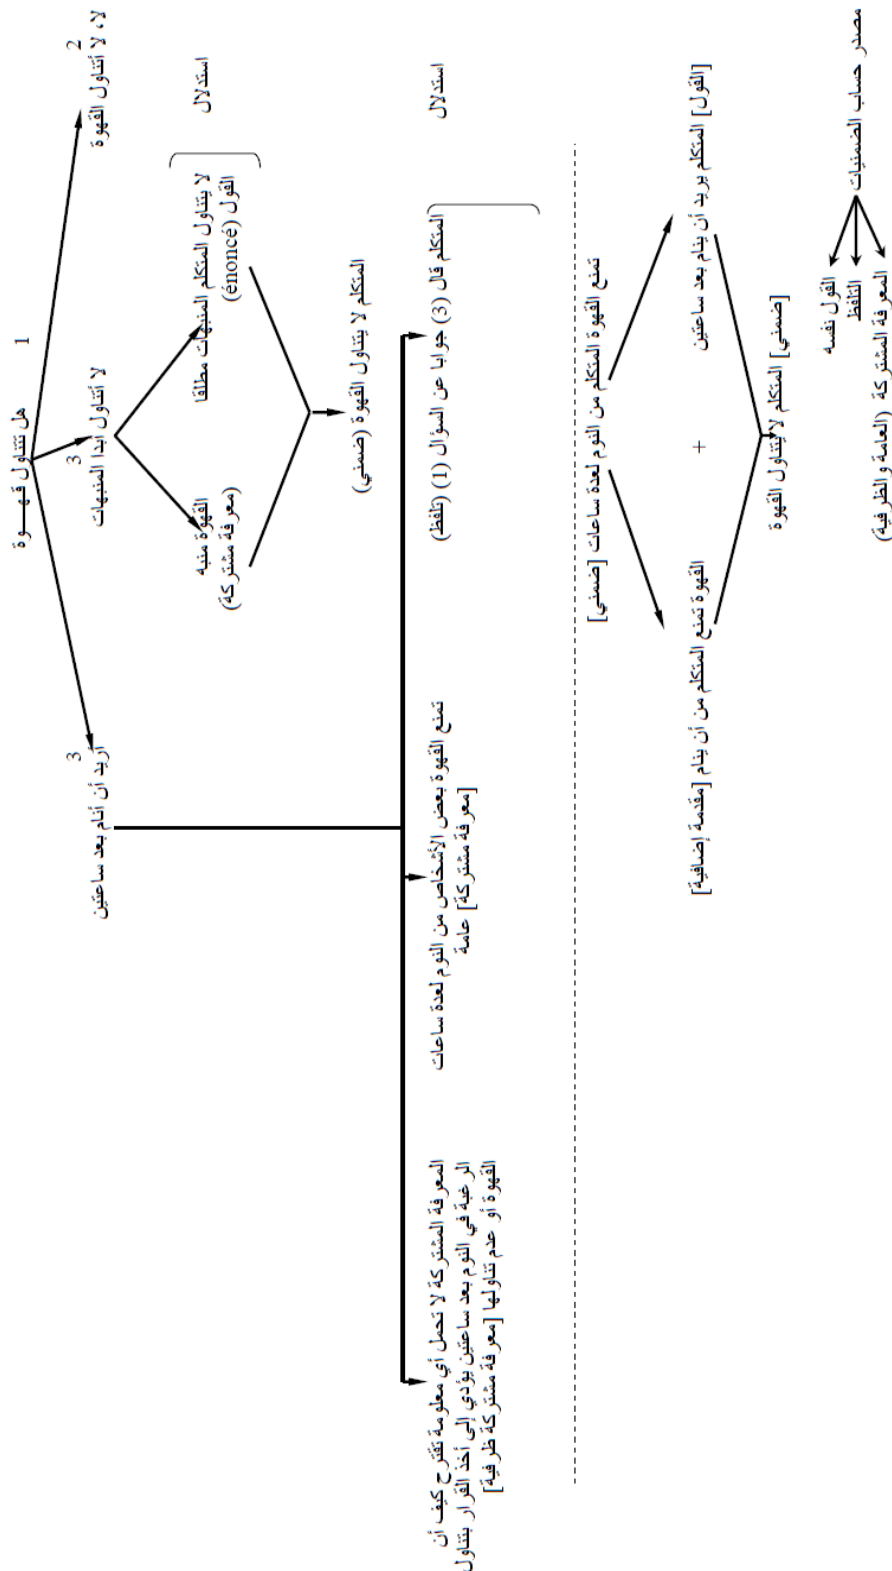 هل تتناول قهـــوة
1
لا، لا أتناول القهوة
2
لا أتناول أبدا المنبهات
3
أريد أن أنام بعد ساعتين
3
استدلال
لا يتناول المتكلم المنبهات مطلقا
القول (énoncé)
القهوة منبه
(معرفة مشتركة)
المتكلم لا يتناول القهوة (ضمني)
استدلال
المتكلم قال (3) جوابا عن السؤال (1) (تلفظ)
تمنع القهوة بعض الأشخاص من النوم لعدة ساعات
[معرفة مشتركة] عامة
المعرفة المشتركة لا تحمل أي معلومة تقترح كيف أن
الرغبة في النوم بعد ساعتين يؤدي إلى أخذ القرار بتناول
القهوة أو عدم تناولها [معرفة مشتركة ظرفية]
تمنع القهوة المتكلم من النوم لعدة ساعات [ضمني]
[القول] المتكلم يريد أن ينام بعد ساعتين
+
القهوة تمنع المتكلم من أن ينام [مقدمة إضافية]
[ضمني] المتكلم لا يتناول القهوة
مصدر حساب الضمنيات
القول نفسه
التلفظ
المعرفة المشتركة (العامة والظرفية)